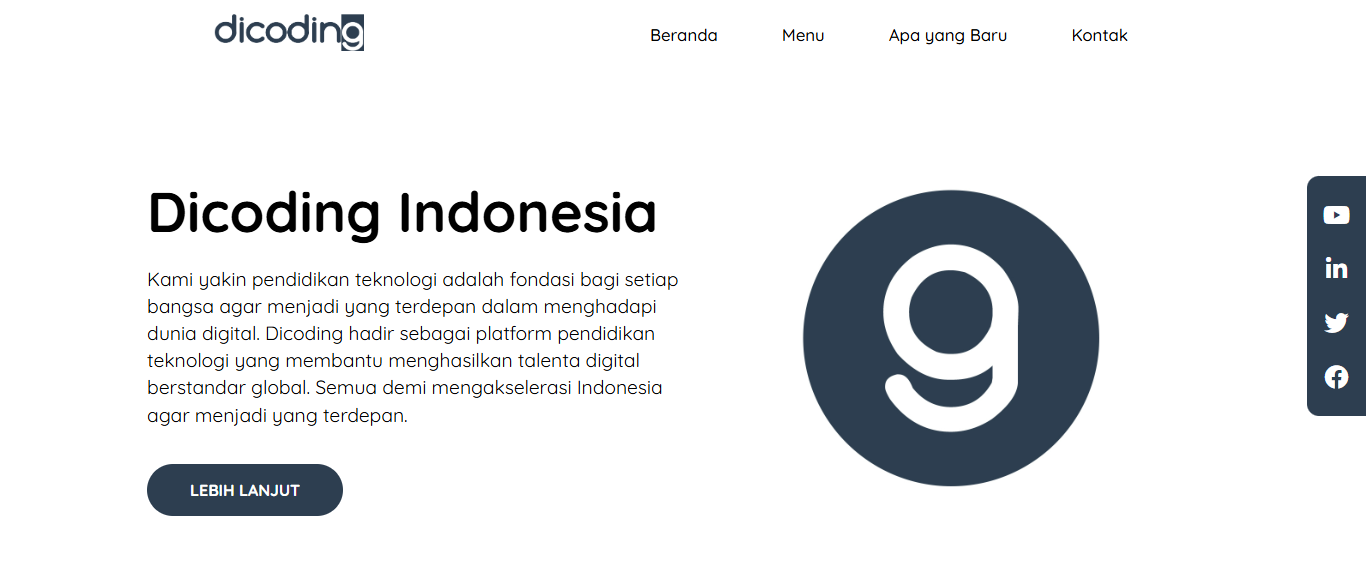 dicoding
Beranda
Menu
Apa yang Baru
Kontak
Dicoding Indonesia
Kami yakin pendidikan teknologi adalah fondasi bagi setiap
bangsa agar menjadi yang terdepan dalam menghadapi
dunia digital. Dicoding hadir sebagai platform pendidikan
teknologi yang membantu menghasilkan talenta digital
berstandar global. Semua demi mengakselerasi Indonesia
agar menjadi yang terdepan.
LEBIH LANJUT
g
in